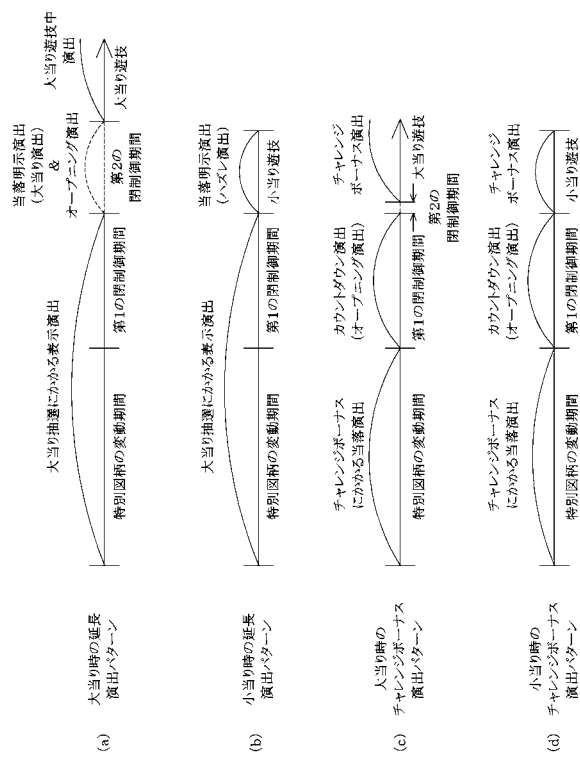 (a)
大当り時の延長
演出パターン
大当り抽選にかかる表示演出
特別図柄の変動期間
第1の閉制御期間
当落明示演出
(大当り演出)
&
オープニング演出
第2の
閉制御期間
大当り遊技中
演出
大当り遊技
(b)
小当り時の延長
演出パターン
大当り抽選にかかる表示演出
特別図柄の変動期間
第1の閉制御期間
当落明示演出
(ハズレ演出)
小当り遊技
(c)
大当り時の
チャレンジボーナス
演出パターン
チャレンジボーナス
にかかる当落演出
特別図柄の変動期間
カウントダウン演出
(オープニング演出)
第1の閉制御期間
第2の
閉制御期間
チャレンジ
ボーナス演出
大当り遊技
(d)
小当り時の
チャレンジボーナス
演出パターン
チャレンジボーナス
にかかる当落演出
特別図柄の変動期間
カウントダウン演出
(オープニング演出)
第1の閉制御期間
チャレンジ
ボーナス演出
小当り遊技